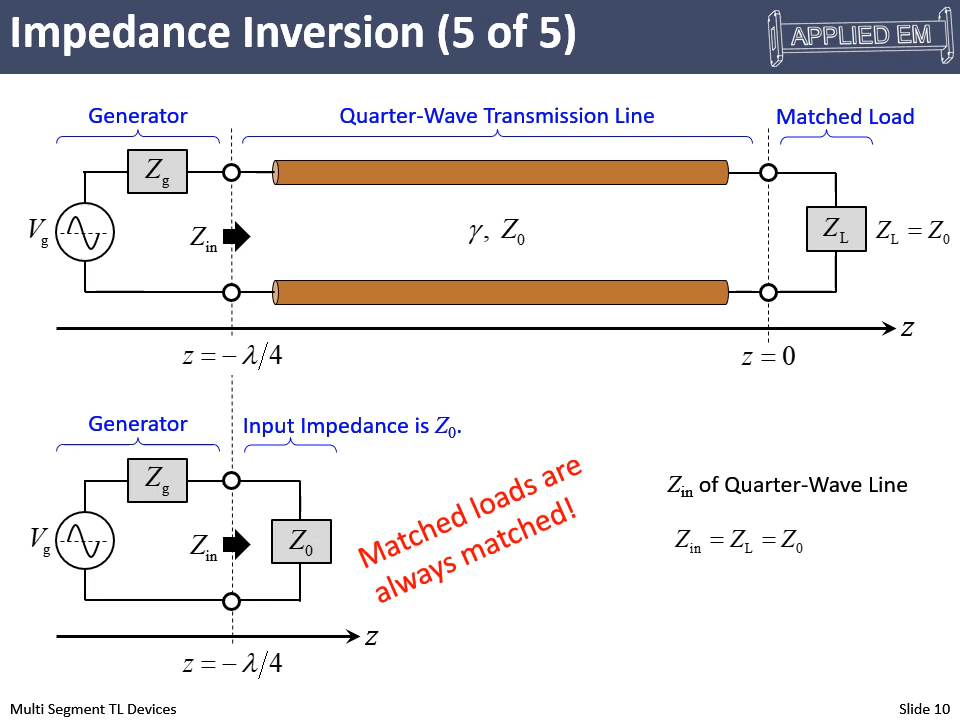 Impedance Inversion (5 of 5)
APPLIED EM
Generator
Quarter-Wave Transmission Line
Matched Load
Zg
Vg
Zin
γ, Z0
ZL
ZL = Z0
z
z = − λ/4
z = 0
Generator
Input Impedance is Z0.
Zg
Vg
Zin
Z0
Matched loads are
always matched!
Zin of Quarter-Wave Line
Zin = ZL = Z0
z
z = − λ/4
Multi Segment TL Devices
Slide 10